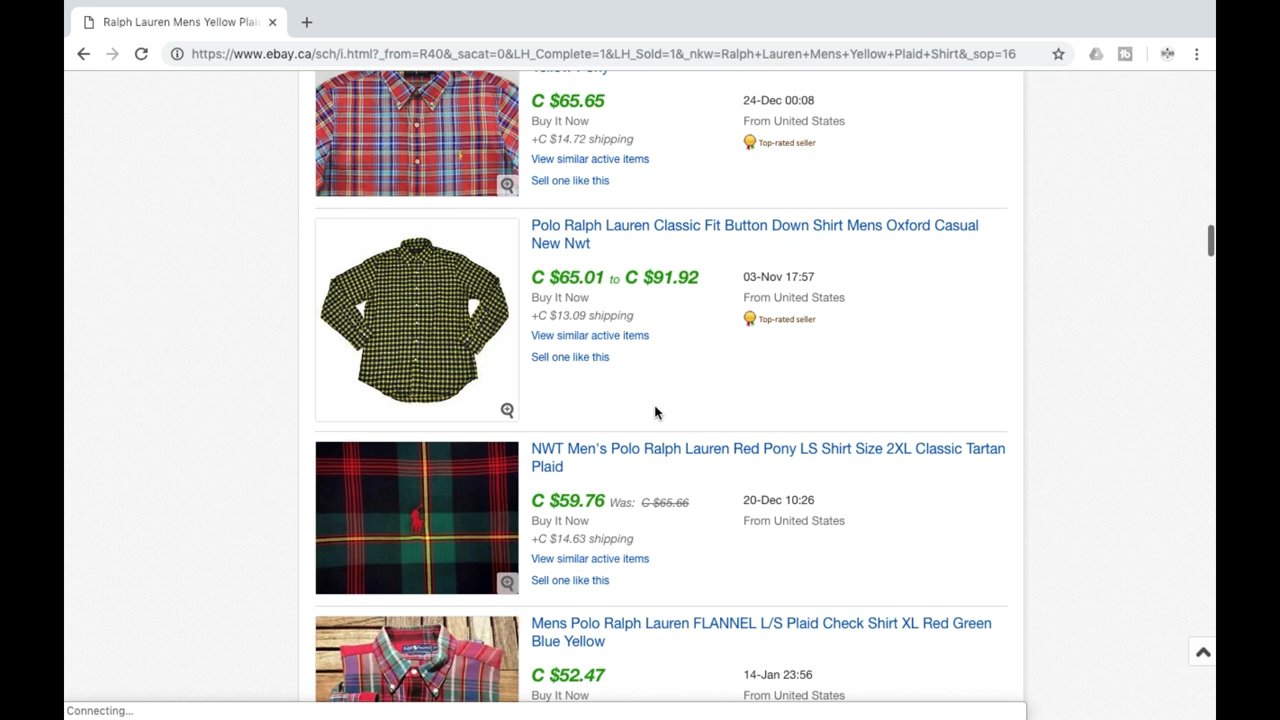 Ralph Lauren Mens Yellow Plai
https://www.ebay.ca/sch/i.html?_from=R40&_sacat=0&LH_Complete=1&LH_Sold=1&_nkw=Ralph+Lauren+Mens+Yellow+Plaid+Shirt&_sop=16
Yellow Pony
C $65.65
24-Dec 00:08
Buy It Now
From United States
+C $14.72 shipping
Top-rated seller
View similar active items
Sell one like this
Polo Ralph Lauren Classic Fit Button Down Shirt Mens Oxford Casual
New Nwt
C $65.01 to C $91.92
03-Nov 17:57
Buy It Now
From United States
+C $13.09 shipping
Top-rated seller
View similar active items
Sell one like this
NWT Men's Polo Ralph Lauren Red Pony LS Shirt Size 2XL Classic Tartan
Plaid
C $59.76 Was: C $65.66
20-Dec 10:26
Buy It Now
From United States
+C $14.63 shipping
View similar active items
Sell one like this
Mens Polo Ralph Lauren FLANNEL L/S Plaid Check Shirt XL Red Green
Blue Yellow
C $52.47
14-Jan 23:56
Buy It Now
From United States
Connecting...